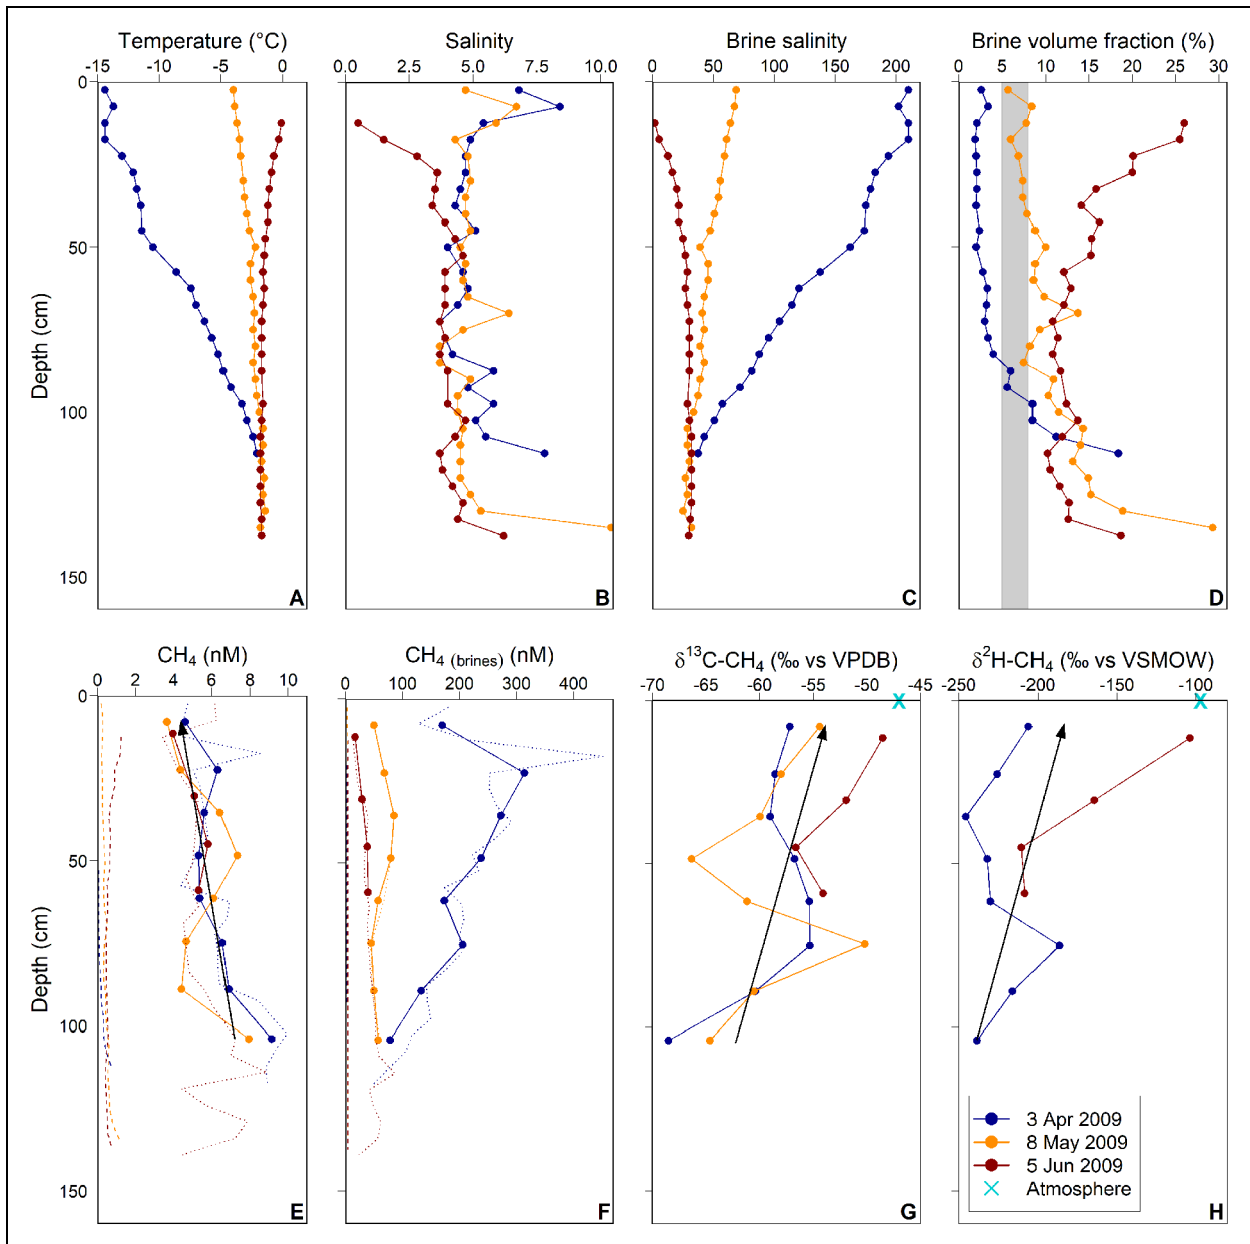 Temperature (°C)
Salinity
Brine salinity
Brine volume fraction (%)
-15 -10 -5 0
0.0 2.5 5.0 7.5 10.0
0 50 100 150 200
0 5 10 15 20 25 30
0
50
100
150
Depth (cm)
A
B
C
D
CH4 (nM)
CH4 (brines) (nM)
δ13C-CH4 (‰ vs VPDB)
δ2H-CH4 (‰ vs VSMOW)
0 2 4 6 8 10
0 100 200 300 400
-70 -65 -60 -55 -50 -45
-250 -200 -150 -100
0
50
100
150
Depth (cm)
3 Apr 2009
8 May 2009
5 Jun 2009
Atmosphere
E
F
G
H